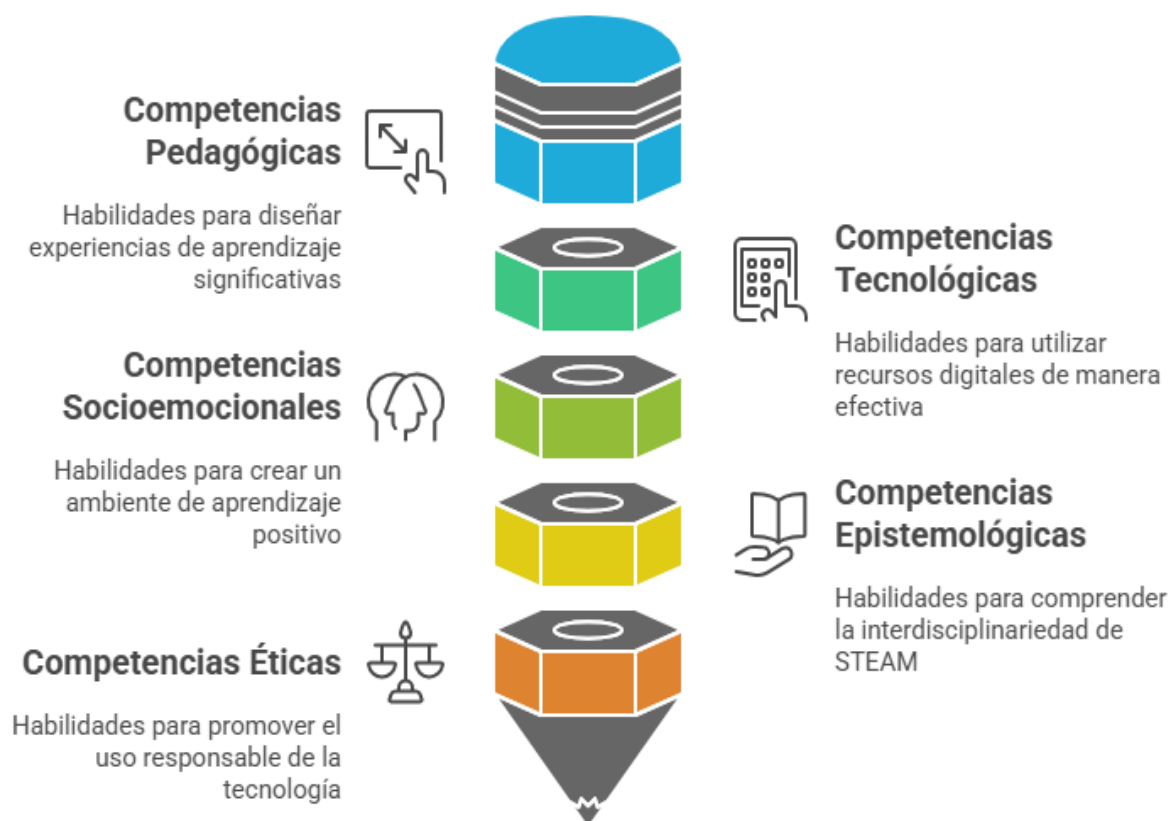 Competencias
Pedagógicas
Habilidades para diseñar
experiencias de aprendizaje
significativas
Competencias
Tecnológicas
Habilidades para utilizar
recursos digitales de manera
efectiva
Competencias
Socioemocionales
Habilidades para crear un
ambiente de aprendizaje
positivo
Competencias
Epistemológicas
Habilidades para comprender
la interdisciplinariedad de
STEAM
Competencias Éticas
Habilidades para promover el
uso responsable de la
tecnología